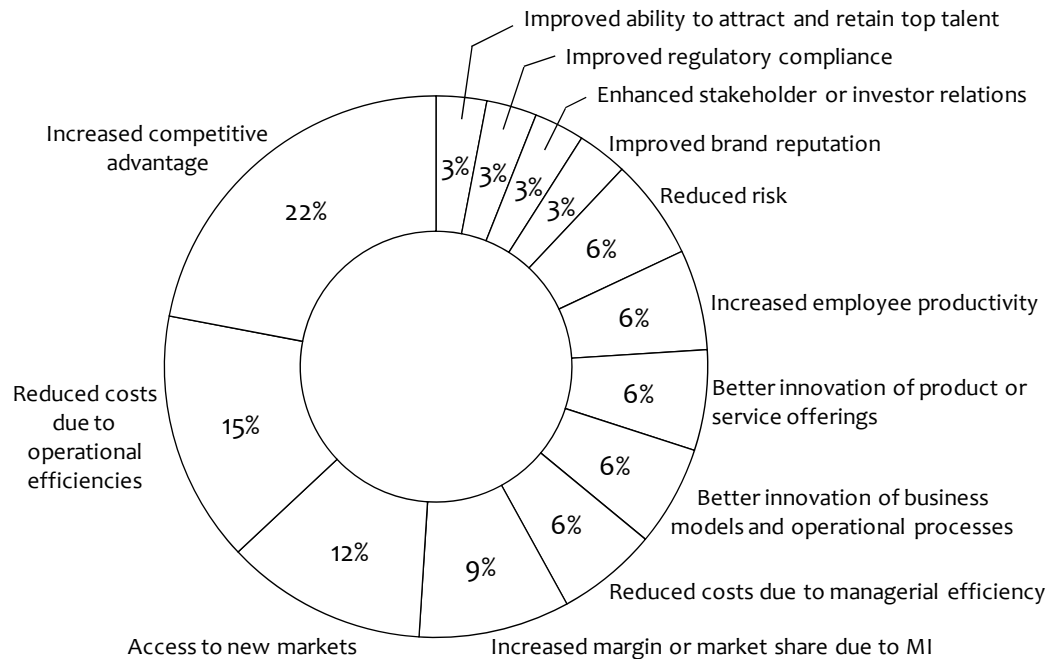 Improved ability to attract and retain top talent
Improved regulatory compliance
Enhanced stakeholder or investor relations
Improved brand reputation
Reduced risk
Increased employee productivity
Better innovation of product or
service offerings
Better innovation of business
models and operational processes
Reduced costs due to managerial efficiency
Increased margin or market share due to MI
Access to new markets
Reduced costs
due to
operational
efficiencies
Increased competitive
advantage
3%
3%
3%
3%
6%
6%
6%
6%
6%
9%
12%
15%
22%